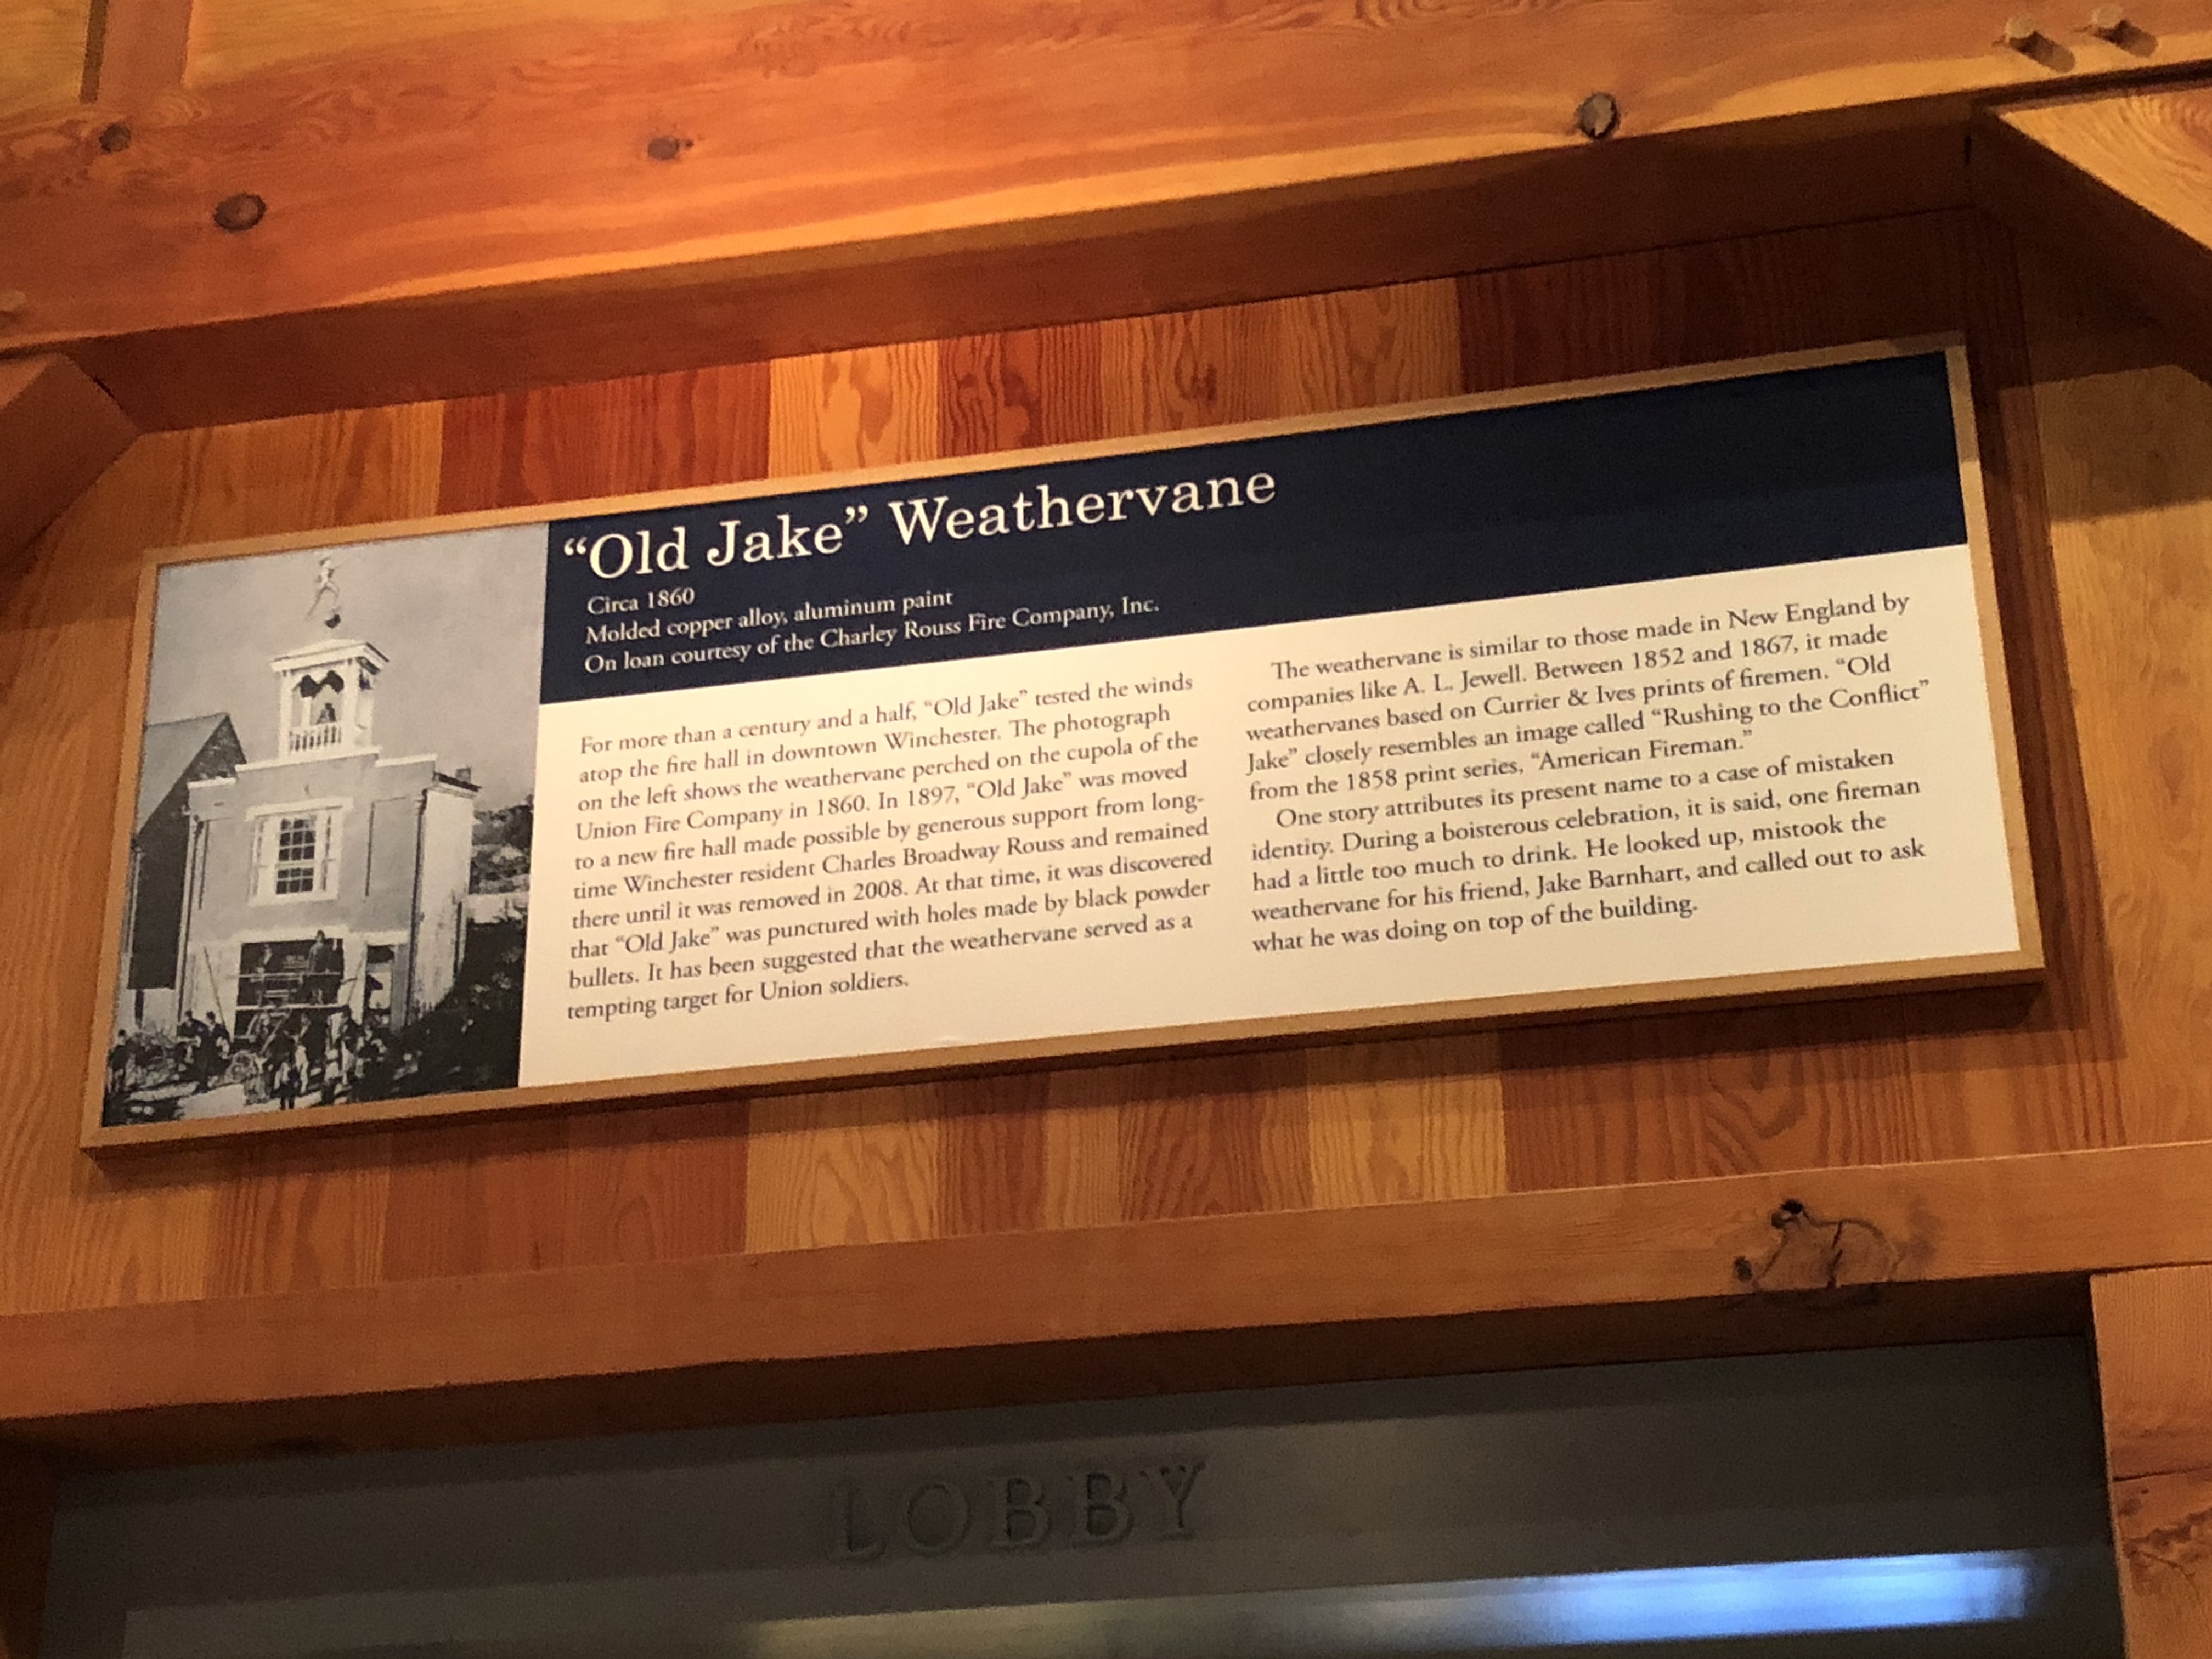 “Old Jake” Weathervane
Circa 1860
Molded copper alloy, aluminum paint
On loan courtesy of the Charley Rouss Fire Company, Inc.
For more than a century and a half, “Old Jake” tested the winds
atop the fire hall in downtown Winchester. The photograph
on the left shows the weathervane perched on the cupola of the
Union Fire Company in 1860. In 1897, “Old Jake” was moved
to a new fire hall made possible by generous support from long-
time Winchester resident Charles Broadway Rouss and remained
there until it was removed in 2008. At that time, it was discovered
that “Old Jake” was punctured with holes made by black powder
bullets. It has been suggested that the weathervane served as a
tempting target for Union soldiers.
The weathervane is similar to those made in New England by
companies like A. L. Jewell. Between 1852 and 1867, it made
weathervanes based on Currier & Ives prints of firemen. “Old
Jake” closely resembles an image called “Rushing to the Conflict”
from the 1858 print series, “American Fireman.”
One story attributes its present name to a case of mistaken
identity. During a boisterous celebration, it is said, one fireman
had a little too much to drink. He looked up, mistook the
weathervane for his friend, Jake Barnhart, and called out to ask
what he was doing on top of the building.
LOBBY